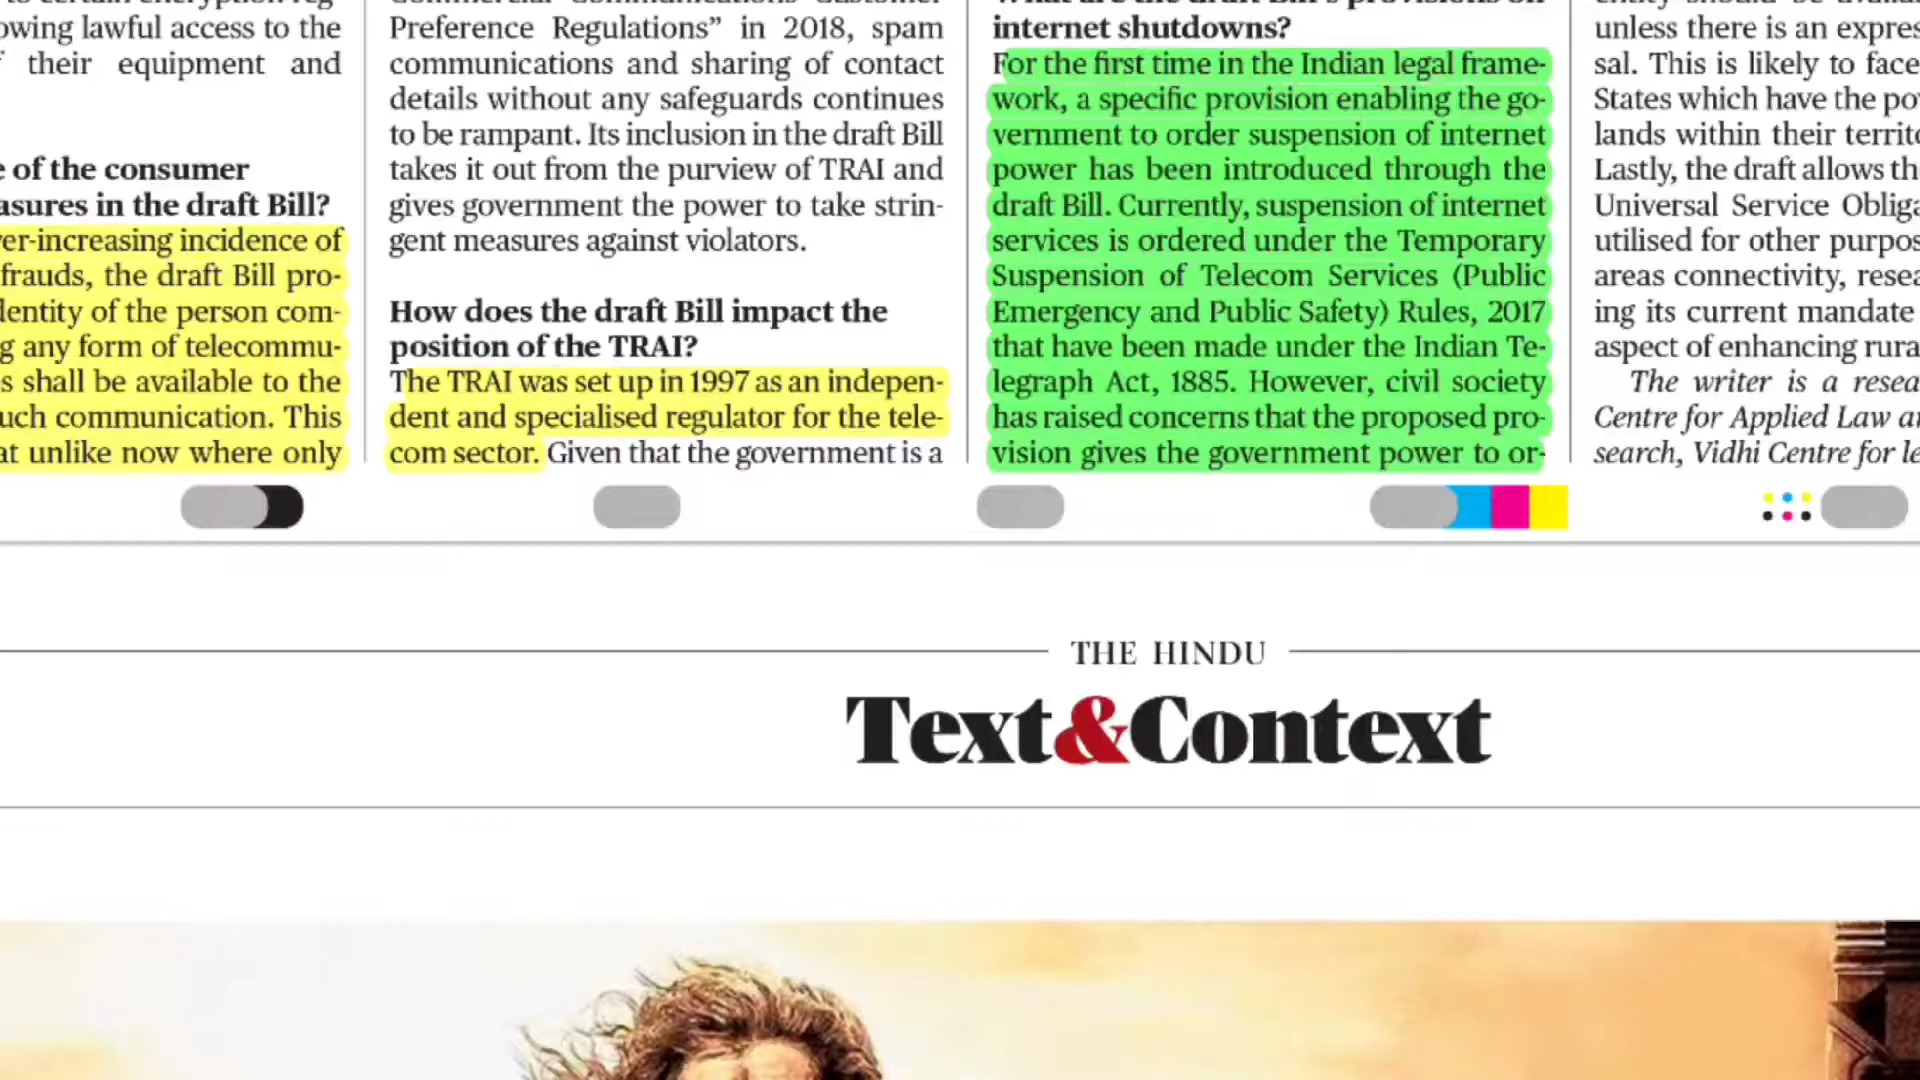 owing lawful access to the
their equipment and
e of the consumer
asures in the draft Bill?
er-increasing incidence of
frauds, the draft Bill pro-
dentity of the person com-
g any form of telecommu-
s shall be available to the
uch communication. This
at unlike now where only
Preference Regulations” in 2018, spam
communications and sharing of contact
details without any safeguards continues
to be rampant. Its inclusion in the draft Bill
takes it out from the purview of TRAI and
gives government the power to take strin-
gent measures against violators.
How does the draft Bill impact the
position of the TRAI?
The TRAI was set up in 1997 as an indepen-
dent and specialised regulator for the tele-
com sector. Given that the government is a
internet shutdowns?
For the first time in the Indian legal frame-
work, a specific provision enabling the go-
vernment to order suspension of internet
power has been introduced through the
draft Bill. Currently, suspension of internet
services is ordered under the Temporary
Suspension of Telecom Services (Public
Emergency and Public Safety) Rules, 2017
that have been made under the Indian Te-
legraph Act, 1885. However, civil society
has raised concerns that the proposed pro-
vision gives the government power to or-
unless there is an expres
sal. This is likely to face
States which have the po
lands within their territo
Lastly, the draft allows th
Universal Service Obliga
utilised for other purpos
areas connectivity, resea
ing its current mandate
aspect of enhancing rura
The writer is a resea
Centre for Applied Law a
search, Vidhi Centre for le
THE HINDU
Text&Context